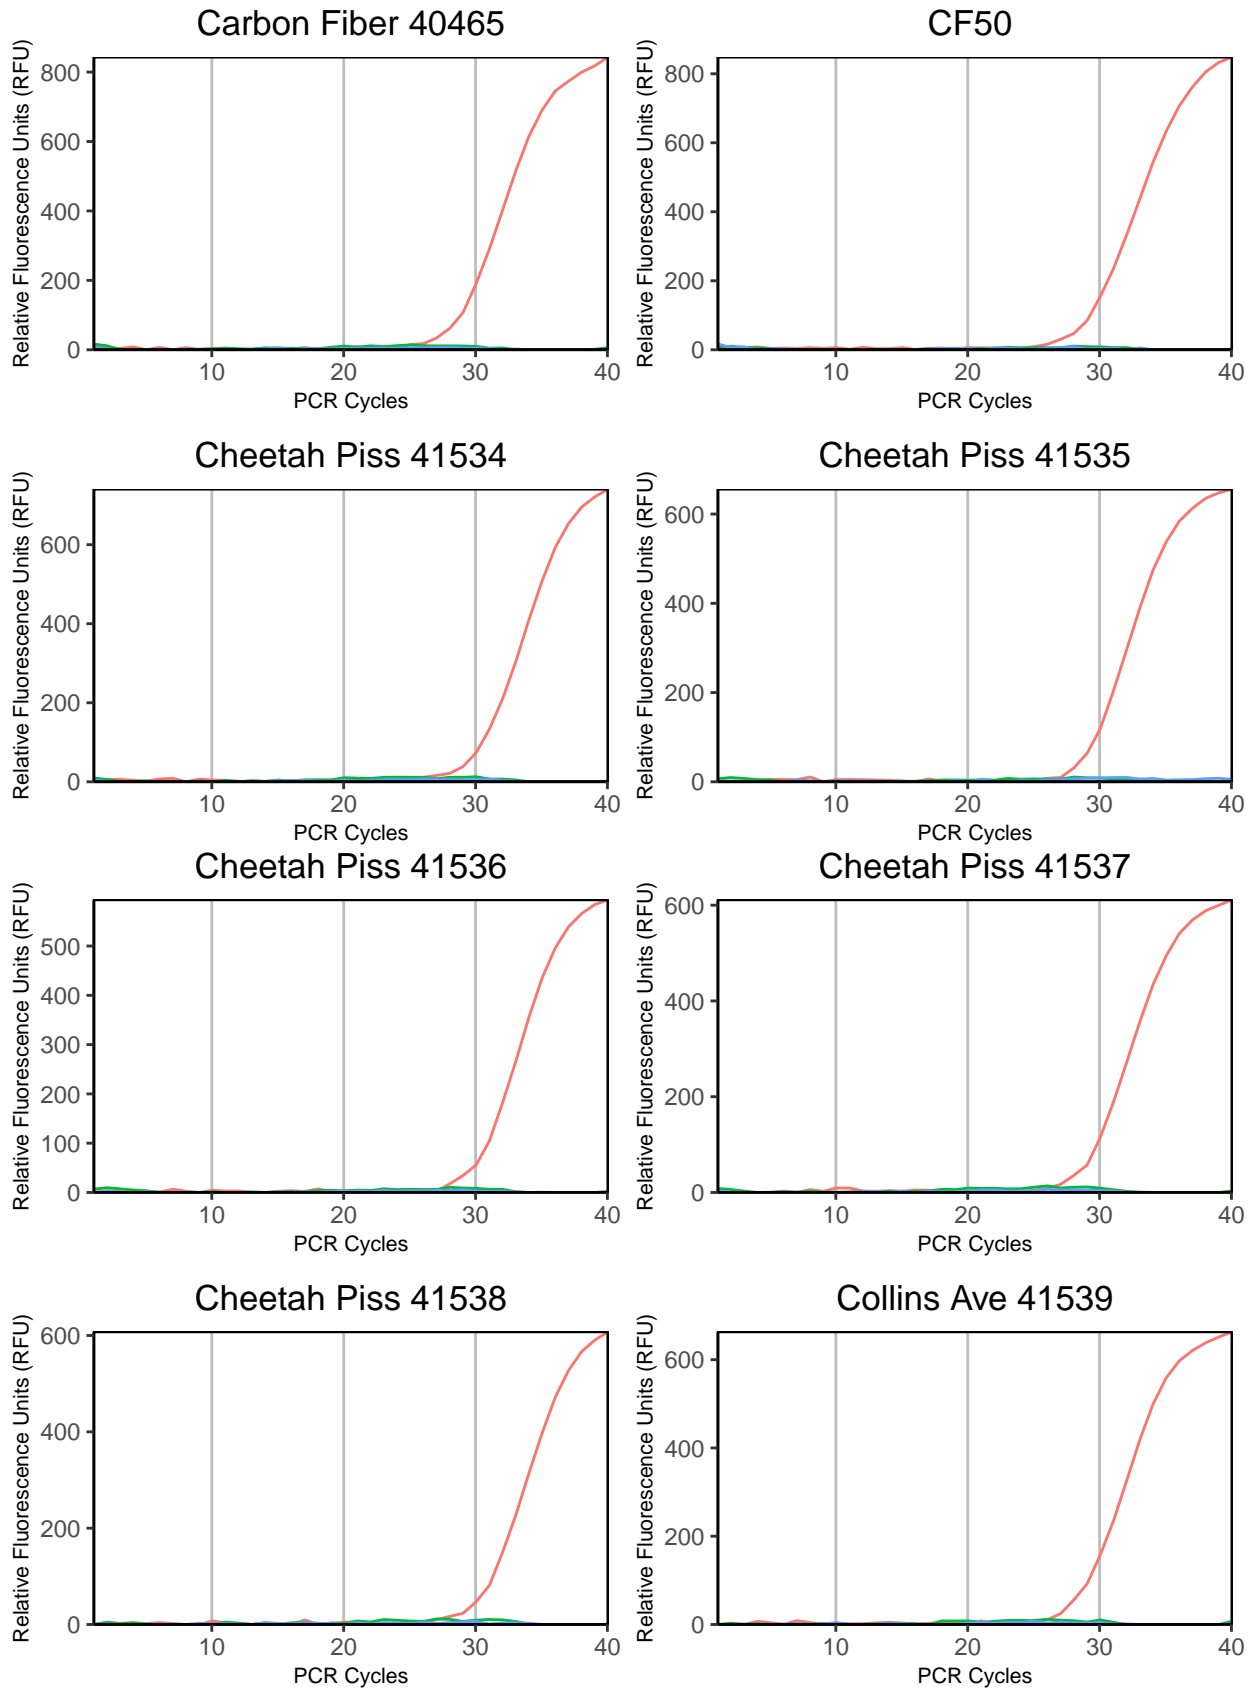 Carbon Fiber 40465
Relative Fluorescence Units (RFU)
800
600
400
200
0
10 20 30 40
PCR Cycles
CF50
Relative Fluorescence Units (RFU)
800
600
400
200
0
10 20 30 40
PCR Cycles
Cheetah Piss 41534
Relative Fluorescence Units (RFU)
600
400
200
0
10 20 30 40
PCR Cycles
Cheetah Piss 41535
Relative Fluorescence Units (RFU)
600
400
200
0
10 20 30 40
PCR Cycles
Cheetah Piss 41536
Relative Fluorescence Units (RFU)
500
400
300
200
100
0
10 20 30 40
PCR Cycles
Cheetah Piss 41537
Relative Fluorescence Units (RFU)
600
400
200
0
10 20 30 40
PCR Cycles
Cheetah Piss 41538
Relative Fluorescence Units (RFU)
600
400
200
0
10 20 30 40
PCR Cycles
Collins Ave 41539
Relative Fluorescence Units (RFU)
600
400
200
0
10 20 30 40
PCR Cycles